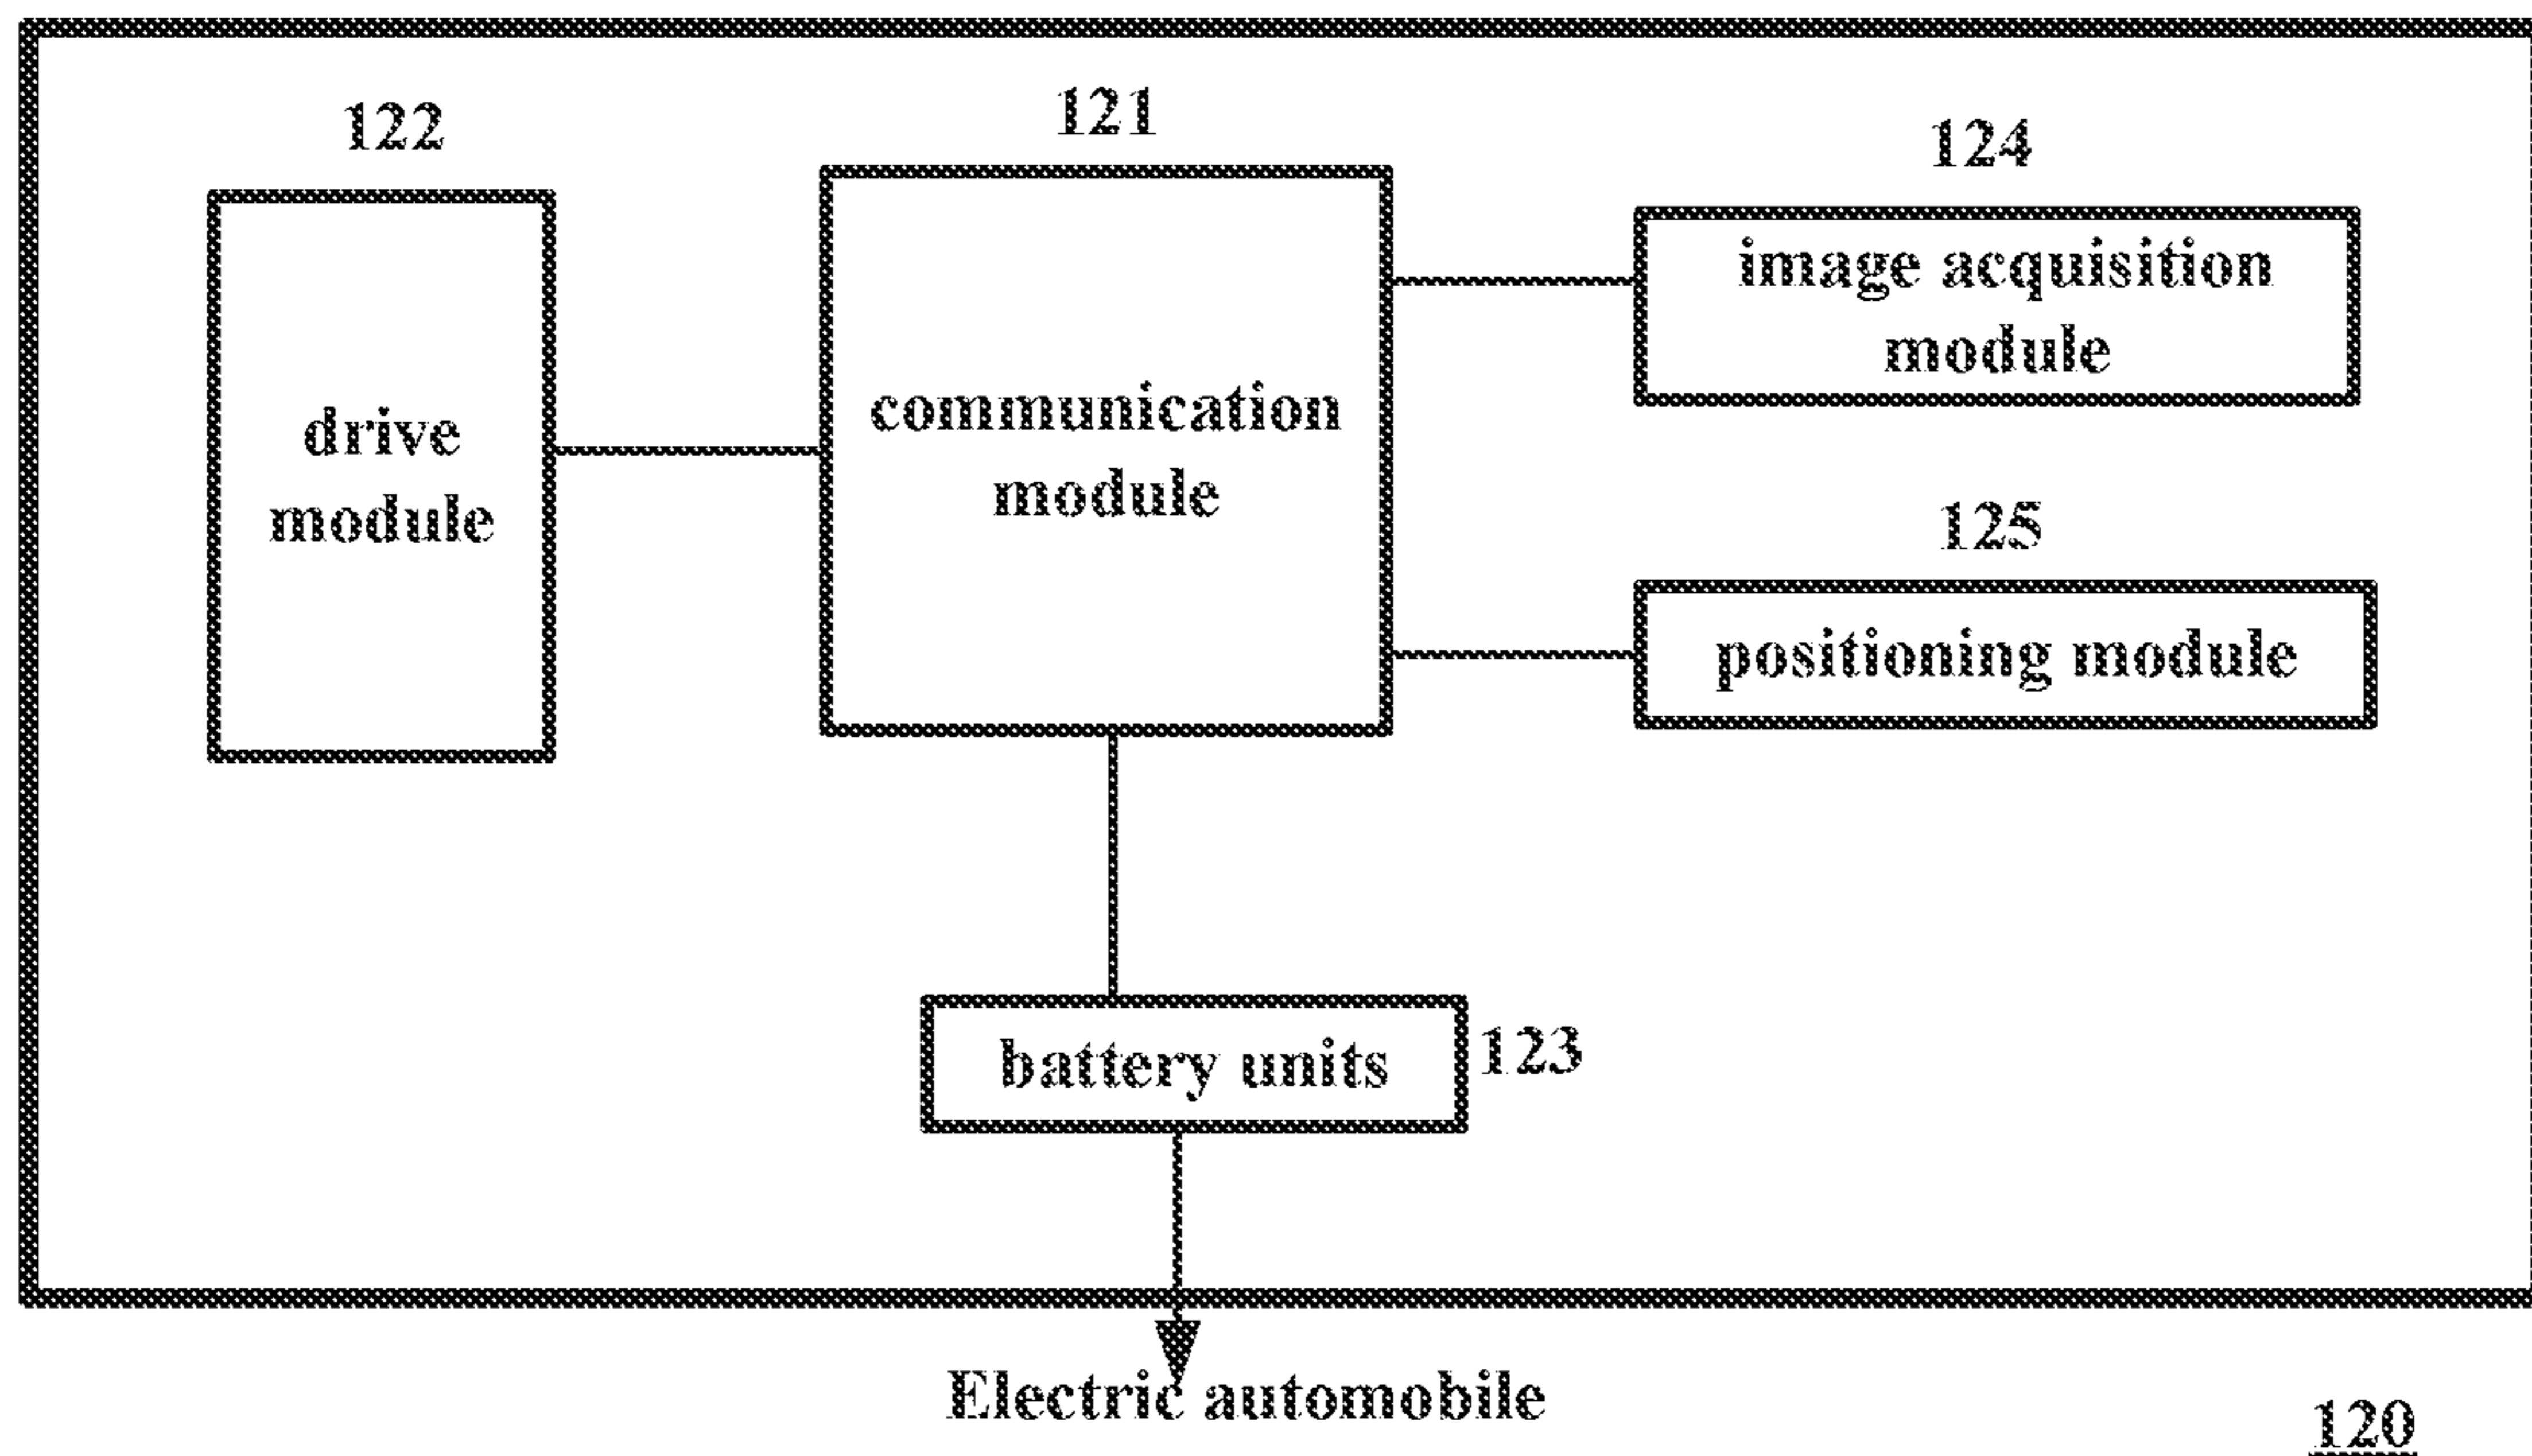 122
121
124
drive
module
communication
module
image acquisition
module
125
positioning module
battery units
123
Electric automobile
120